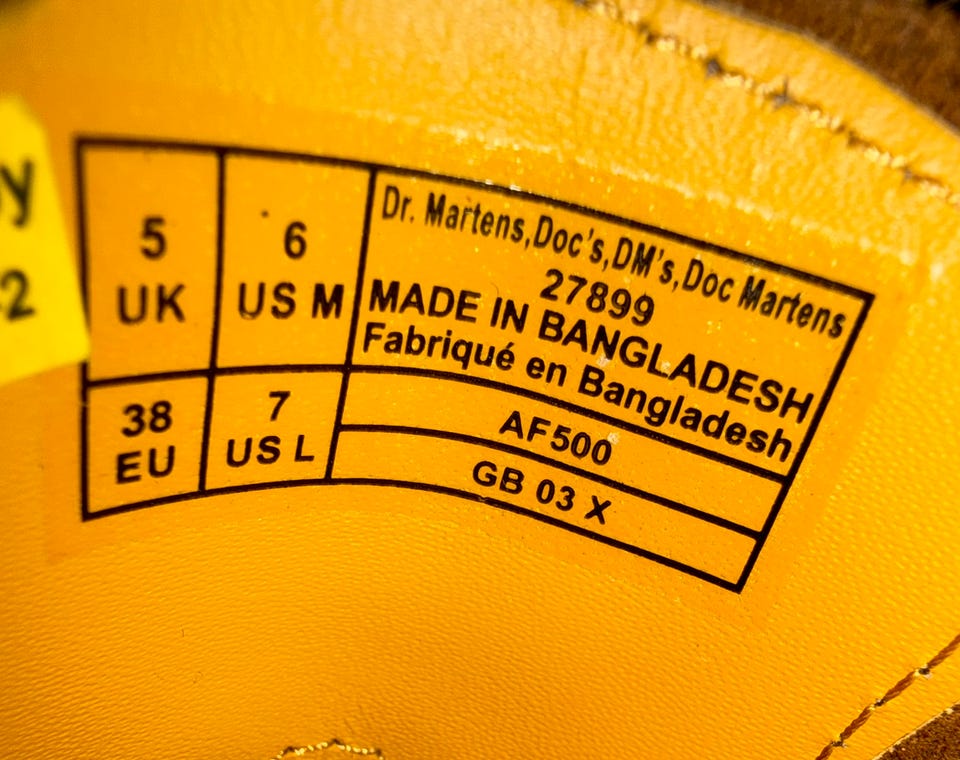 5
UK
6
US M
38
EU
7
US L
Dr. Martens,Doc's,DM's,Doc Martens
27899
MADE IN BANGLADESH
Fabriqué en Bangladesh
AF500
GB 03 X